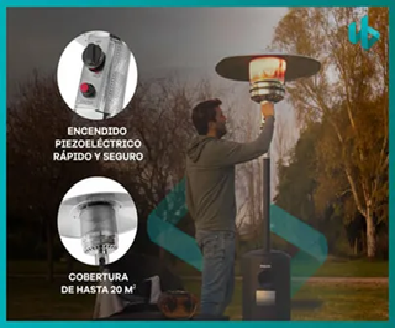 ENCENDIDO
PIEZOELÉCTRICO
RÁPIDO Y SEGURO
COBERTURA
DE HASTA 20 M²